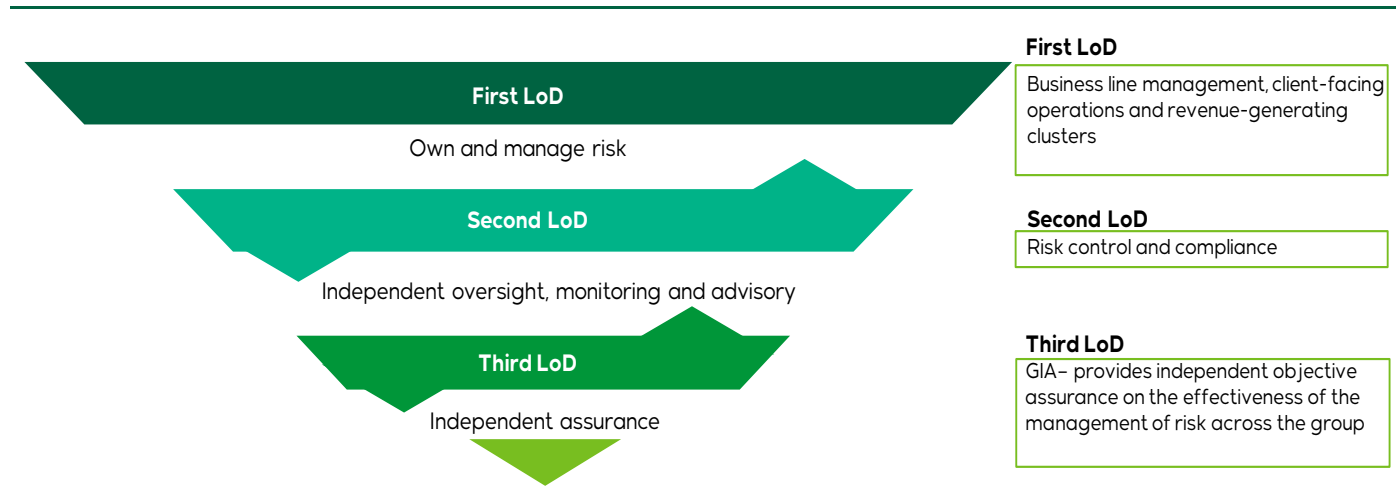 First LoD
Own and manage risk
Second LoD
Independent oversight, monitoring and advisory
Third LoD
Independent assurance
First LoD
Business line management, client-facing
operations and revenue-generating
clusters
Second LoD
Risk control and compliance
Third LoD
GIA– provides independent objective
assurance on the effectiveness of the
management of risk across the group